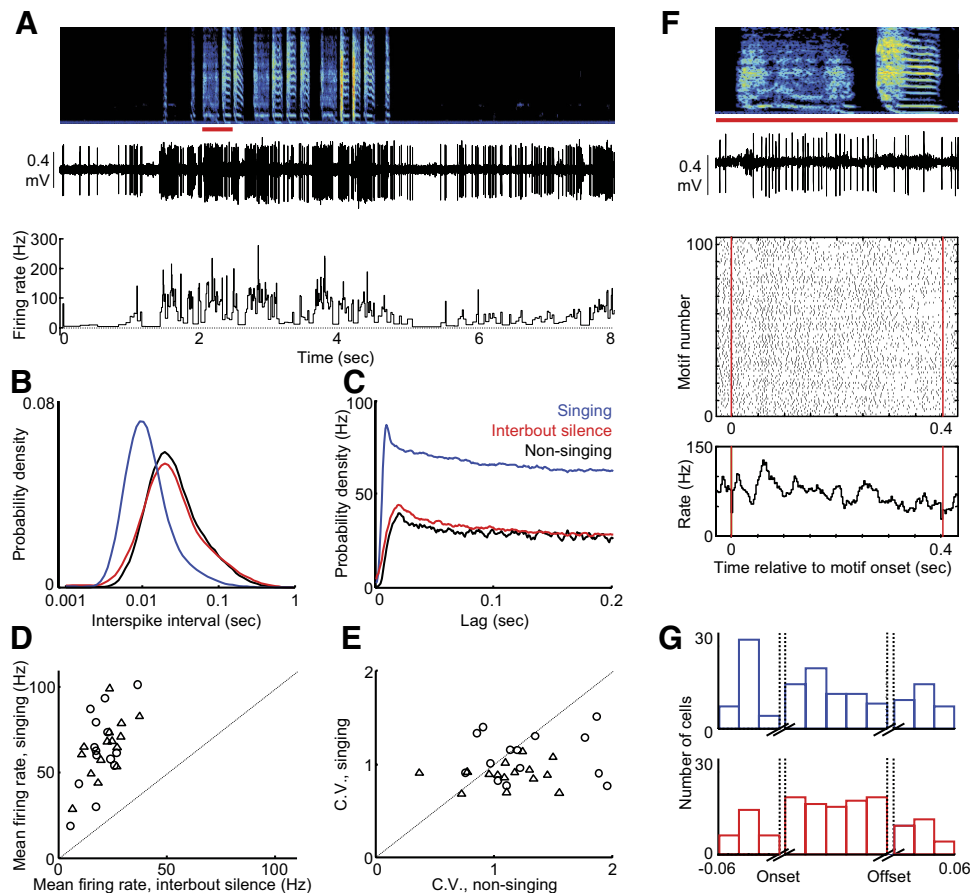 A
0.4
mV
Firing rate (Hz)
300
200
100
0
0 2 4 6 8
Time (sec)
B
Probability density
0.08
0
0.001 0.01 0.1 1
Interspike interval (sec)
C
Probability density (Hz)
100
50
0
0 0.1 0.2
Lag (sec)
Singing
Interbout silence
Non-singing
D
Mean firing rate, singing (Hz)
100
50
0
0 50 100
Mean firing rate, interbout silence (Hz)
E
C.V., singing
2
1
0
0 1 2
C.V., non-singing
F
0.4
mV
Motif number
100
0
0 0.4
Rate (Hz)
150
0
0 0.4
Time relative to motif onset (sec)
G
Number of cells
30
0
30
0
-0.06 Onset Offset 0.06